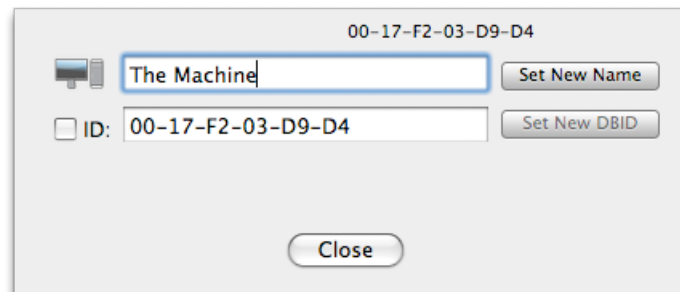 00-17-F2-03-D9-D4
The Machine Set New Name
ID: 00-17-F2-03-D9-D4 Set New DBID
Close